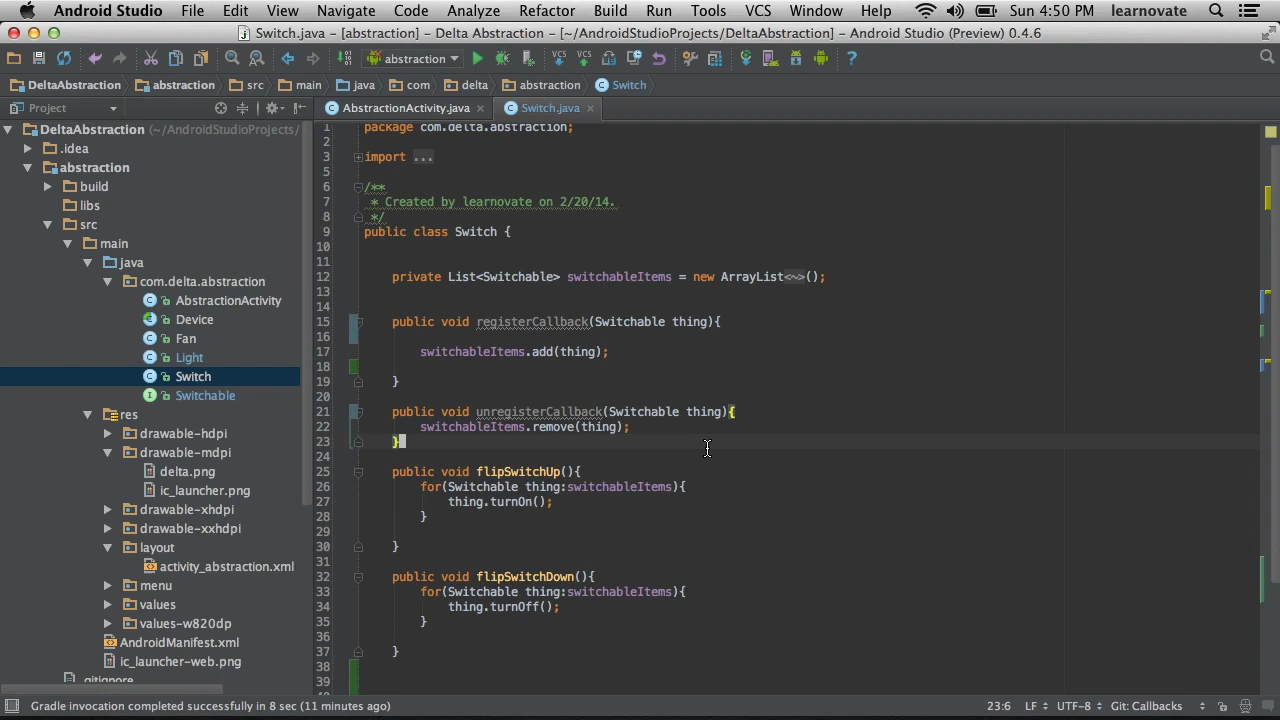 Android Studio File Edit View Navigate Code Analyze Refactor Build Run Tools VCS Window Help Sun 4:50 PM learnovate
Switch.java – [abstraction] – Delta Abstraction – [~/AndroidStudioProjects/DeltaAbstraction] – Android Studio (Preview) 0.4.6
abstraction VCS VCS ?
DeltaAbstraction abstraction src main java com delta abstraction Switch
Project AbstractionActivity.java Switch.java
DeltaAbstraction (~/AndroidStudioProjects/
.idea
abstraction
build
libs
src
main
java
com.delta.abstraction
AbstractionActivity
Device
Fan
Light
Switch
Switchable
res
drawable-hdpi
drawable-mdpi
delta.png
ic_launcher.png
drawable-xhdpi
drawable-xxhdpi
layout
activity_abstraction.xml
menu
values
values-w820dp
AndroidManifest.xml
ic_launcher-web.png
.gitignore
1 package com.delta.abstraction;
2
3 import ...
5
6 /**
7 * Created by learnovate on 2/20/14.
8 */
9 public class Switch {
10
11
12 private List<Switchable> switchableItems = new ArrayList<~>();
13
14
15 public void registerCallback(Switchable thing){
16
17 switchableItems.add(thing);
18
19 }
20
21 public void unregisterCallback(Switchable thing){
22 switchableItems.remove(thing);
23 }
24
25 public void flipSwitchUp(){
26 for(Switchable thing:switchableItems){
27 thing.turnOn();
28 }
29
30 }
31
32 public void flipSwitchDown(){
33 for(Switchable thing:switchableItems){
34 thing.turnOff();
35 }
36
37 }
38
39
Gradle invocation completed successfully in 8 sec (11 minutes ago) 23:6 LF UTF-8 Git: Callbacks